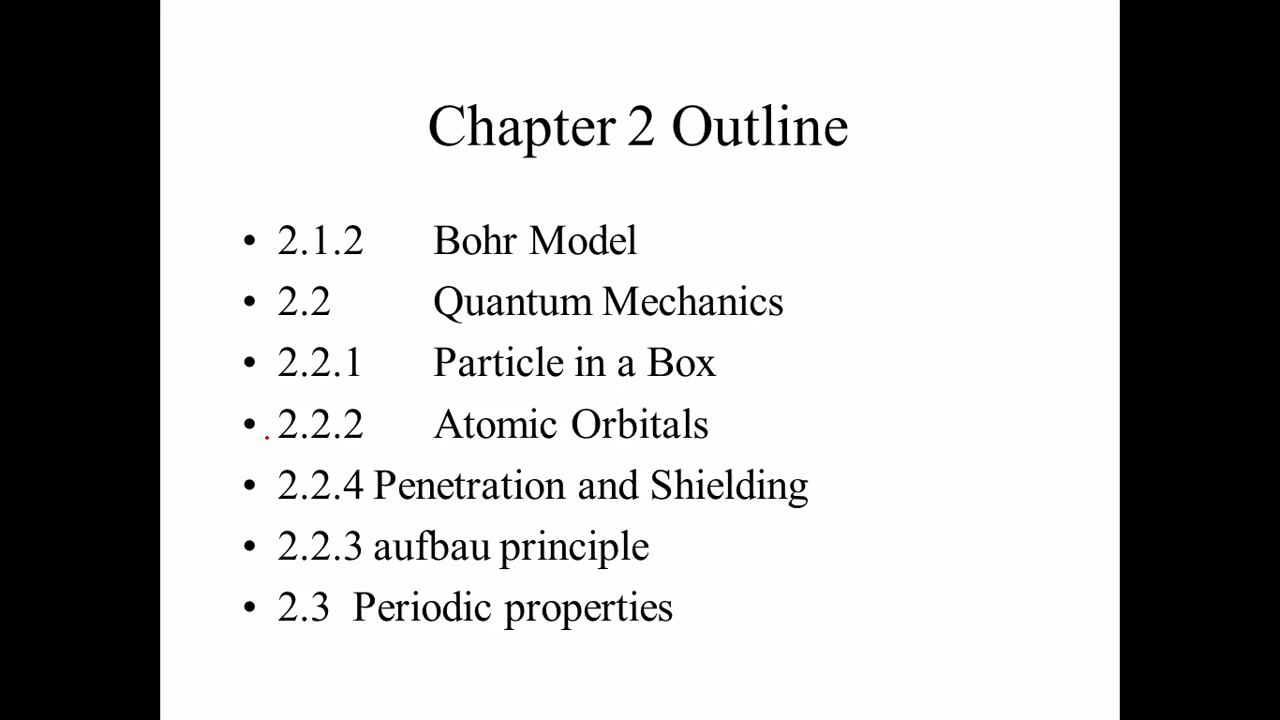 Chapter 2 Outline
• 2.1.2 Bohr Model
• 2.2 Quantum Mechanics
• 2.2.1 Particle in a Box
• 2.2.2 Atomic Orbitals
• 2.2.4 Penetration and Shielding
• 2.2.3 aufbau principle
• 2.3 Periodic properties